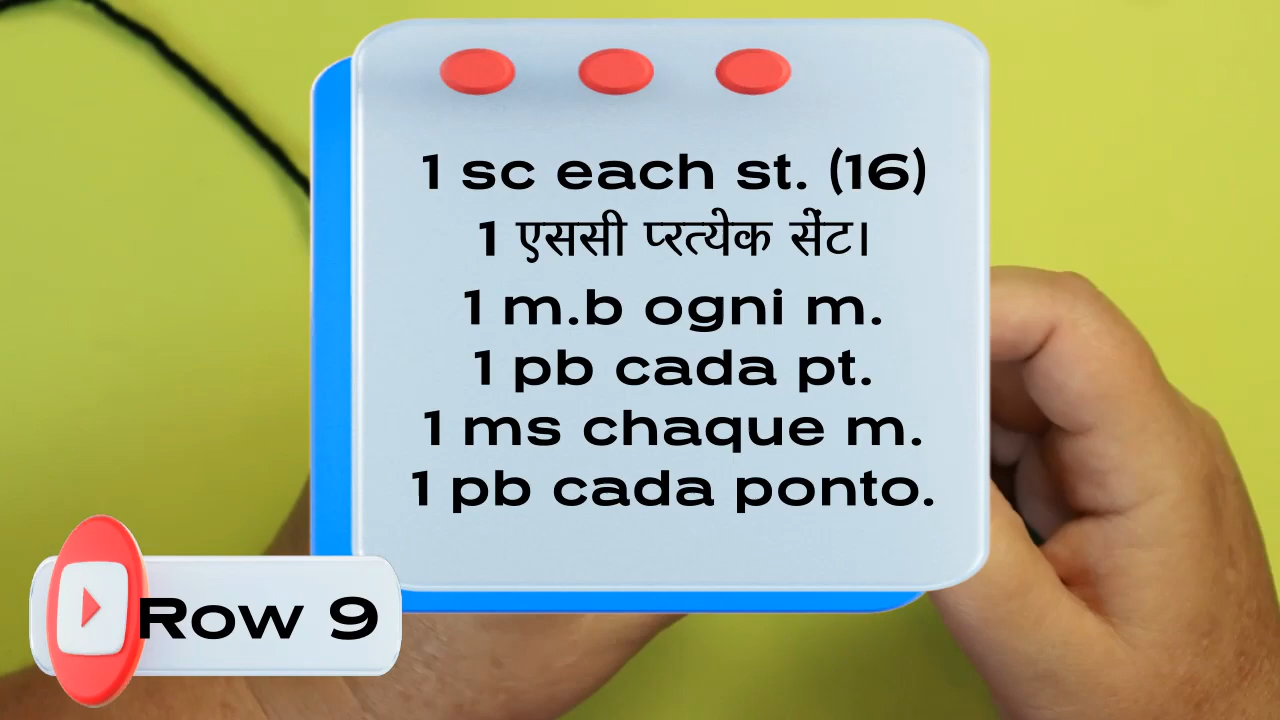 1 sc each st. (16)
1 एससी प्रत्येक सेंट।
1 m.b ogni m.
1 pb cada pt.
1 ms chaque m.
1 pb cada ponto.
Row 9